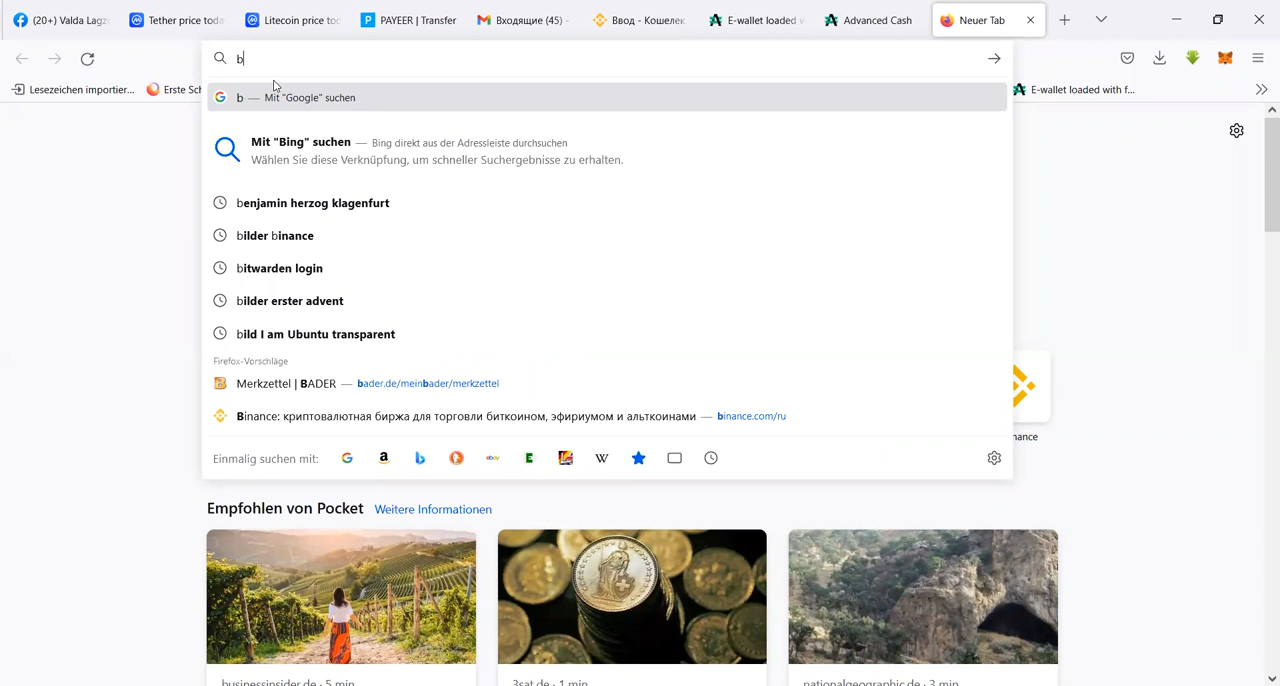 (20+) Valda Lagz
Tether price toda
Litecoin price to
PAYEER | Transfer
Входящие (45) -
Ввод - Кошелек
E-wallet loaded w
Advanced Cash
Neuer Tab
b
Lesezeichen importier...
Erste Sch
E-wallet loaded with f...
b — Mit "Google" suchen
Mit "Bing" suchen — Bing direkt aus der Adressleiste durchsuchen
Wählen Sie diese Verknüpfung, um schneller Suchergebnisse zu erhalten.
benjamin herzog klagenfurt
bilder binance
bitwarden login
bilder erster advent
bild I am Ubuntu transparent
Firefox-Vorschläge
Merkzettel | BADER — bader.de/meinbader/merkzettel
Binance: криптовалютная биржа для торговли биткоином, эфириумом и альткоинами — binance.com/ru
nance
Einmalig suchen mit:
Empfohlen von Pocket Weitere Informationen
businessinsider.de · 5 min
3sat.de · 1 min
nationalgeographic.de · 3 min